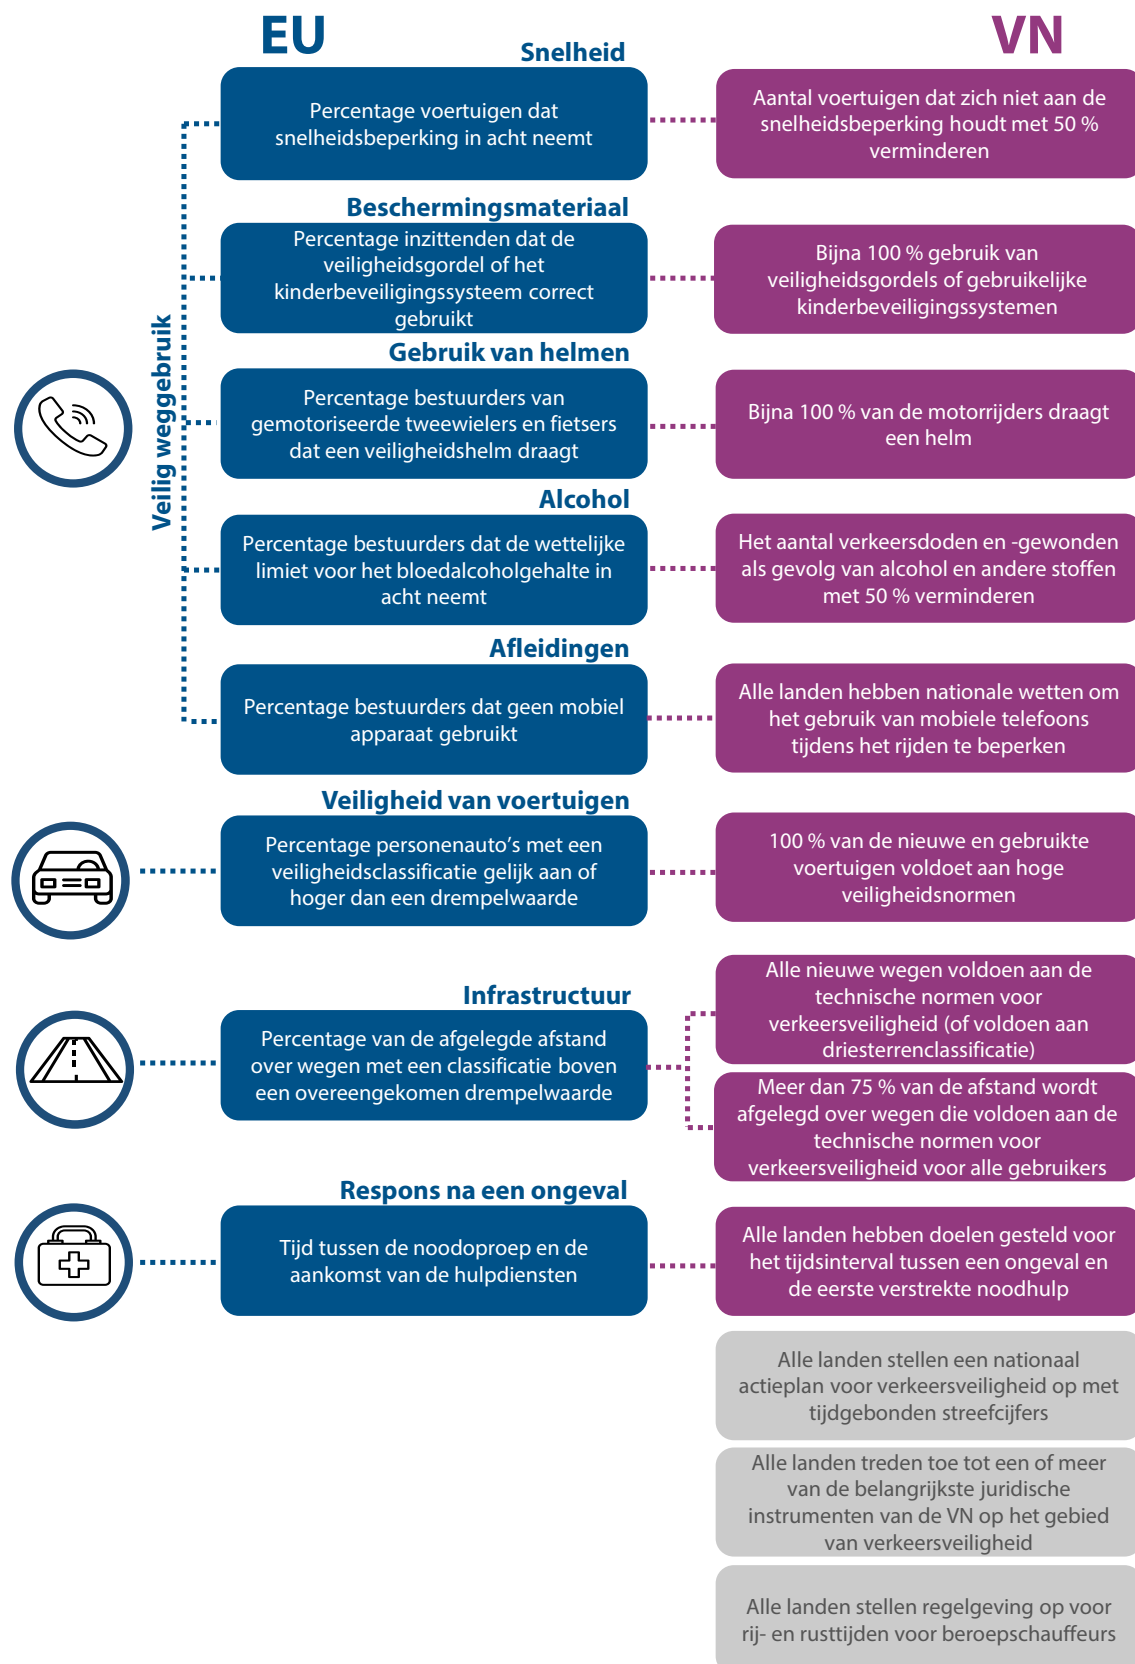 EU
VN
Veilig weggebruik
Snelheid
Percentage voertuigen dat
snelheidsbeperking in acht neemt
Aantal voertuigen dat zich niet aan de
snelheidsbeperking houdt met 50 %
verminderen
Beschermingsmateriaal
Percentage inzittenden dat de
veiligheidsgordel of het
kinderbeveiligingssysteem correct
gebruikt
Bijna 100 % gebruik van
veiligheidsgordels of gebruikelijke
kinderbeveiligingssystemen
Gebruik van helmen
Percentage bestuurders van
gemotoriseerde tweewielers en fietsers
dat een veiligheidshelm draagt
Bijna 100 % van de motorrijders draagt
een helm
Alcohol
Percentage bestuurders dat de wettelijke
limiet voor het bloedalcoholgehalte in
acht neemt
Het aantal verkeersdoden en -gewonden
als gevolg van alcohol en andere stoffen
met 50 % verminderen
Afleidingen
Percentage bestuurders dat geen mobiel
apparaat gebruikt
Alle landen hebben nationale wetten om
het gebruik van mobiele telefoons
tijdens het rijden te beperken
Veiligheid van voertuigen
Percentage personenauto's met een
veiligheidsclassificatie gelijk aan of
hoger dan een drempelwaarde
100 % van de nieuwe en gebruikte
voertuigen voldoet aan hoge
veiligheidsnormen
Infrastructuur
Percentage van de afgelegde afstand
over wegen met een classificatie boven
een overeengekomen drempelwaarde
Alle nieuwe wegen voldoen aan de
technische normen voor
verkeersveiligheid (of voldoen aan
driesterrenclassificatie)
Meer dan 75 % van de afstand wordt
afgelegd over wegen die voldoen aan de
technische normen voor
verkeersveiligheid voor alle gebruikers
Respons na een ongeval
Tijd tussen de noodoproep en de
aankomst van de hulpdiensten
Alle landen hebben doelen gesteld voor
het tijdsinterval tussen een ongeval en
de eerste verstrekte noodhulp
Alle landen stellen een nationaal
actieplan voor verkeersveiligheid op met
tijdgebonden streefcijfers
Alle landen treden toe tot een of meer
van de belangrijkste juridische
instrumenten van de VN op het gebied
van verkeersveiligheid
Alle landen stellen regelgeving op voor
rij- en rusttijden voor beroepschauffeurs